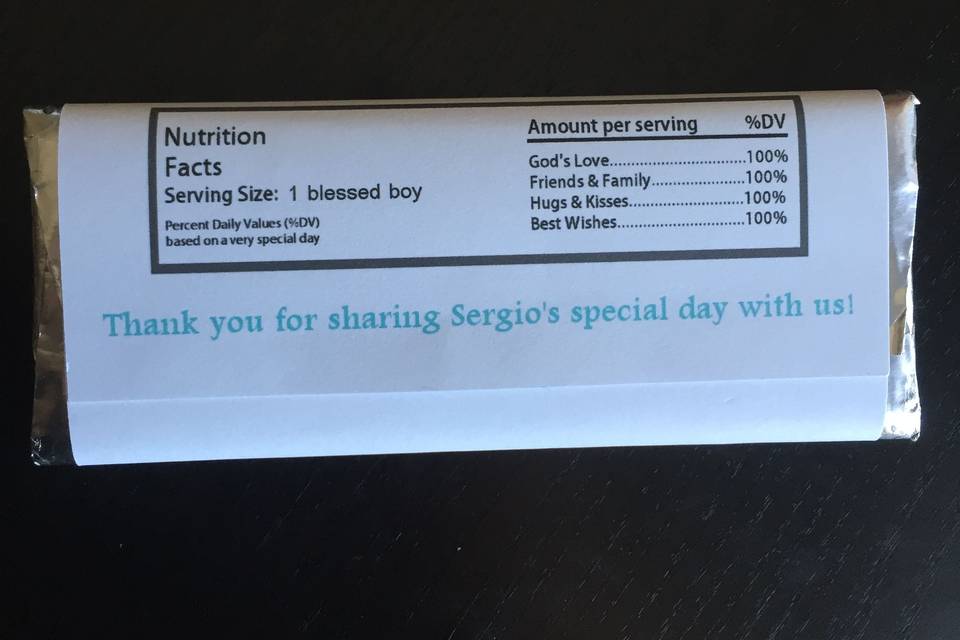 Nutrition
Facts
Serving Size: 1 blessed boy
Percent Daily Values (%DV)
based on a very special day
Amount per serving %DV
God's Love..............................100%
Friends & Family.....................100%
Hugs & Kisses..........................100%
Best Wishes.............................100%
Thank you for sharing Sergio's special day with us!